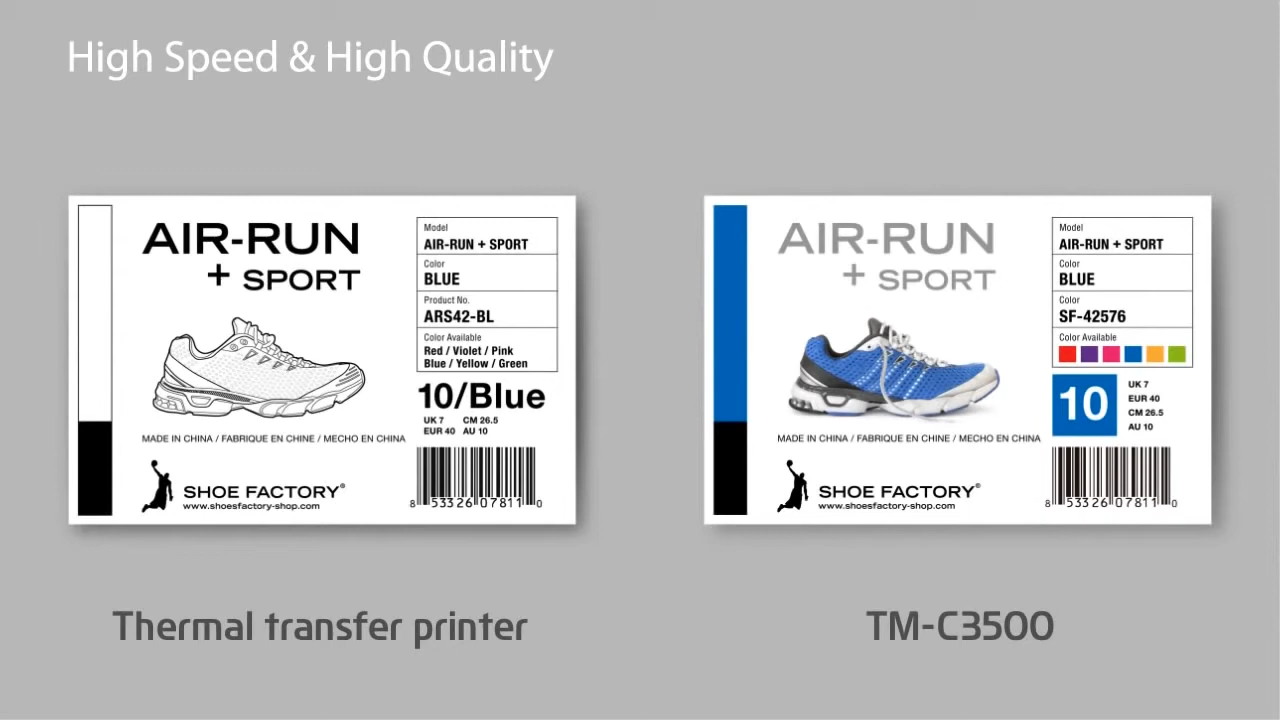 High Speed & High Quality
AIR-RUN
+ SPORT
Model
AIR-RUN + SPORT
Color
BLUE
Product No.
ARS42-BL
Color Available
Red / Violet / Pink
Blue / Yellow / Green
10/Blue
UK 7 CM 26.5
EUR 40 AU 10
MADE IN CHINA / FABRIQUE EN CHINE / MECHO EN CHINA
SHOE FACTORY®
www.shoesfactory-shop.com
8 53326 07811 0
Thermal transfer printer
AIR-RUN
+ SPORT
Model
AIR-RUN + SPORT
Color
BLUE
Color
SF-42576
Color Available
10
UK 7
EUR 40
CM 26.5
AU 10
MADE IN CHINA / FABRIQUE EN CHINE / MECHO EN CHINA
SHOE FACTORY®
www.shoesfactory-shop.com
8 53326 07811 0
TM-C3500